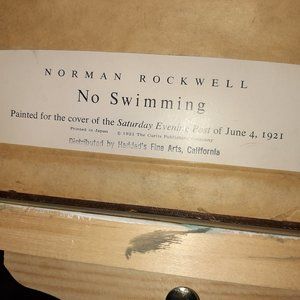 NORMAN ROCKWELL
No Swimming
Painted for the cover of the Saturday Evening Post of June 4, 1921
Printed in Japan © 1921 The Curtis Publishing Company
Distributed by Haddad's Fine Arts, California